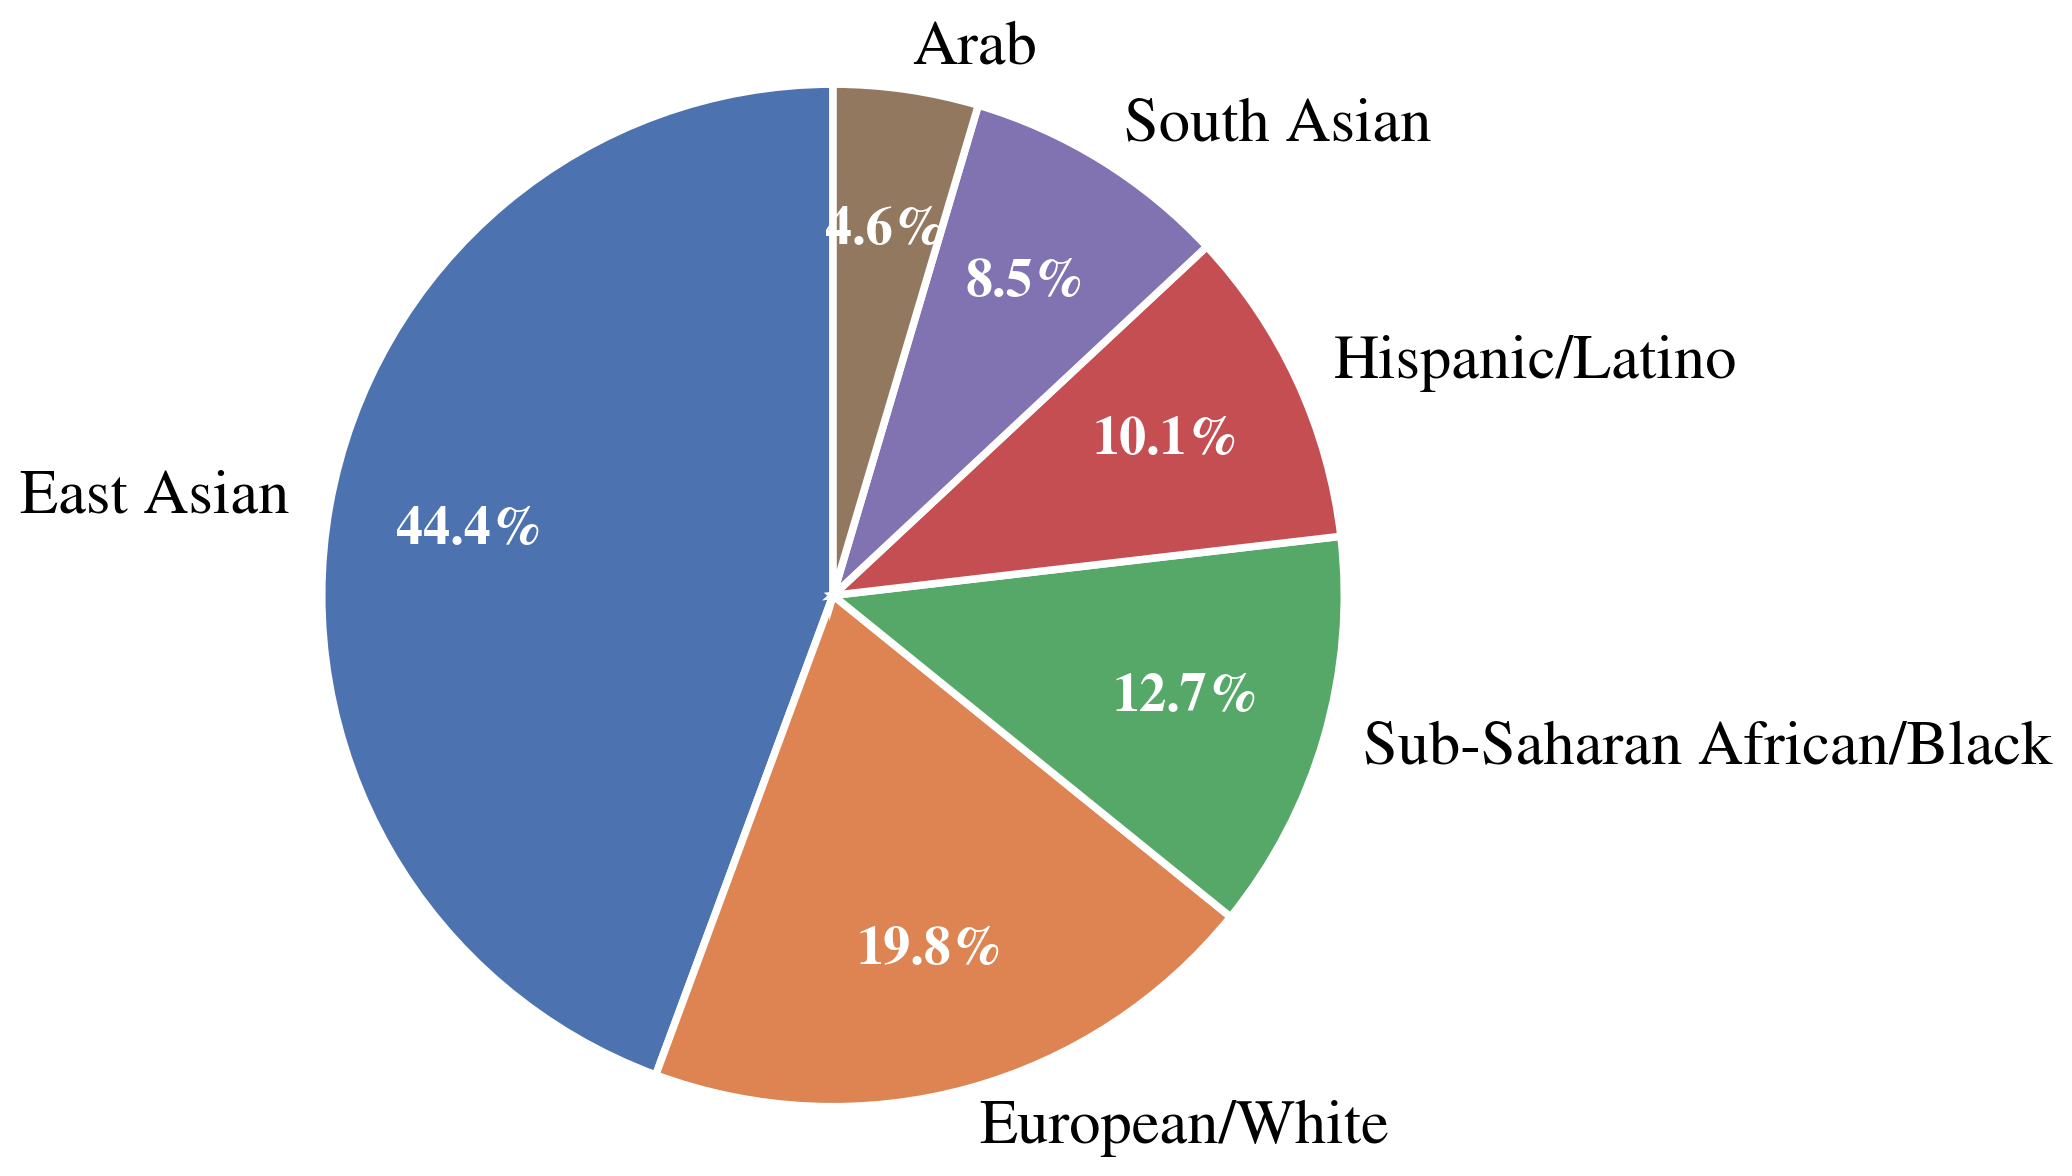 Arab
South Asian
4.6%
8.5%
Hispanic/Latino
10.1%
East Asian
44.4%
12.7%
Sub-Saharan African/Black
19.8%
European/White